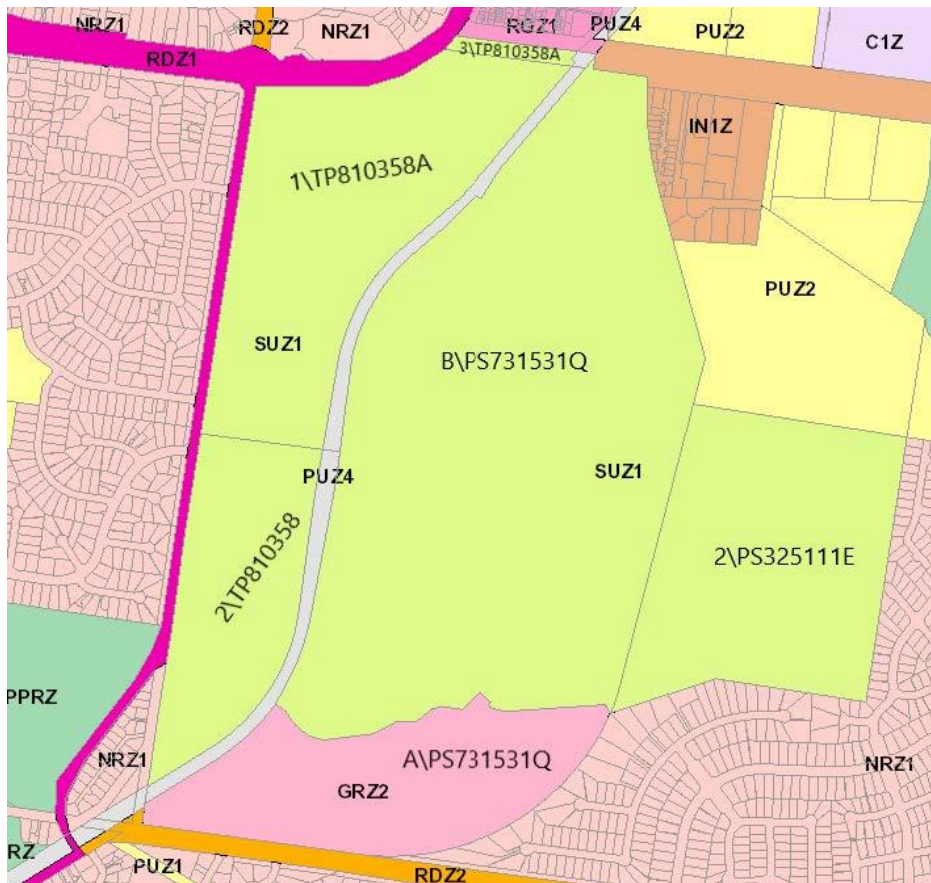 NRZ1
RDZ2
NRZ1
RGZ1
PUZ4
PUZ2
C1Z
RDZ1
3\TP810358A
IN1Z
1\TP810358A
PUZ2
SUZ1
B\PS731531Q
PUZ4
SUZ1
2\TP810358
2\PS325111E
PPRZ
NRZ1
A\PS731531Q
GRZ2
NRZ1
RZ
PUZ1
RDZ2